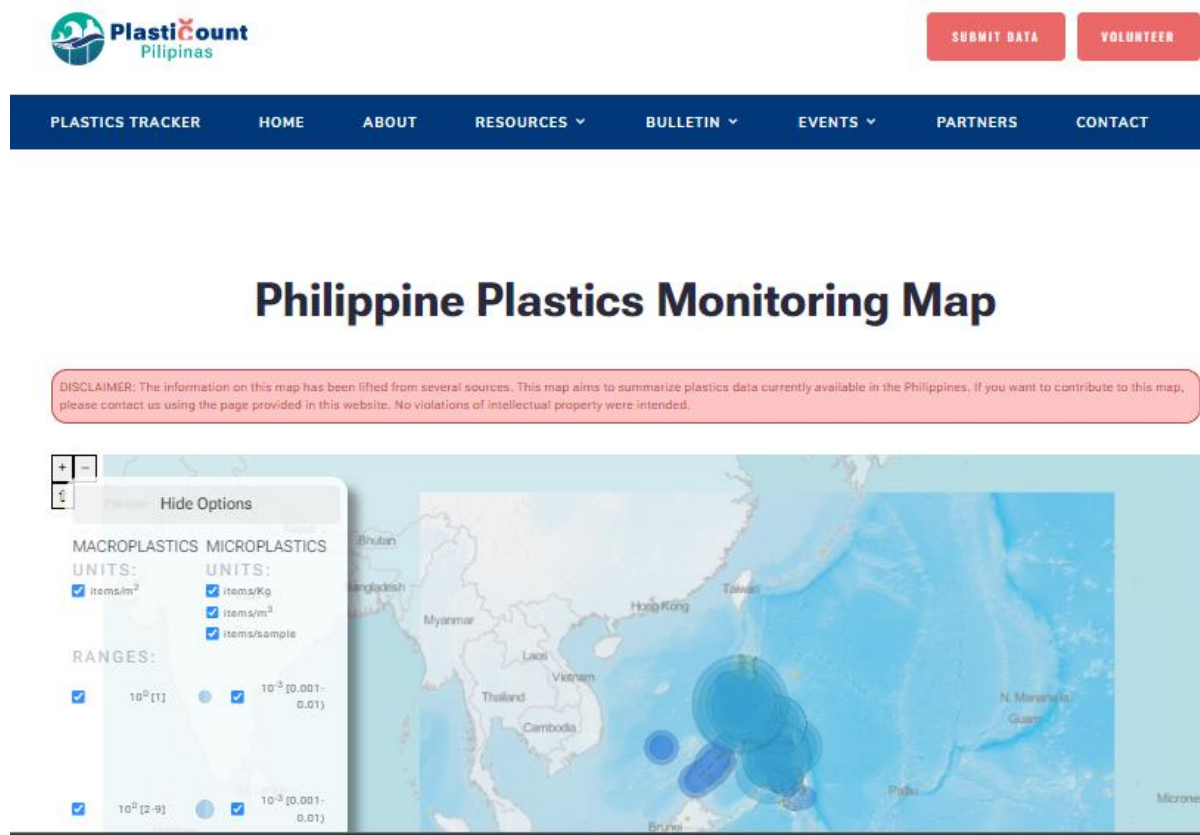 PlastiČount
Pilipinas
SUBMIT DATA
VOLUNTEER
PLASTICS TRACKER
HOME
ABOUT
RESOURCES
BULLETIN
EVENTS
PARTNERS
CONTACT
Philippine Plastics Monitoring Map
DISCLAIMER: The information on this map has been lifted from several sources. This map aims to summarize plastics data currently available in the Philippines. If you want to contribute to this map,
please contact us using the page provided in this website. No violations of intellectual property were intended.
+ −
Hide Options
MACROPLASTICS MICROPLASTICS
UNITS: UNITS:
items/m² items/Kg
items/m³
items/sample
RANGES:
10⁰ [1]
10⁻³ [0.001-
0.01)
10⁰ [2-9]
10⁻³ [0.001-
0.01)
Bhutan
Taiwan
Hong Kong
Myanmar
Laos
Vietnam
Thailand
Cambodia
N. Mariana Is.
Guam
Palau
Brunei
Microne